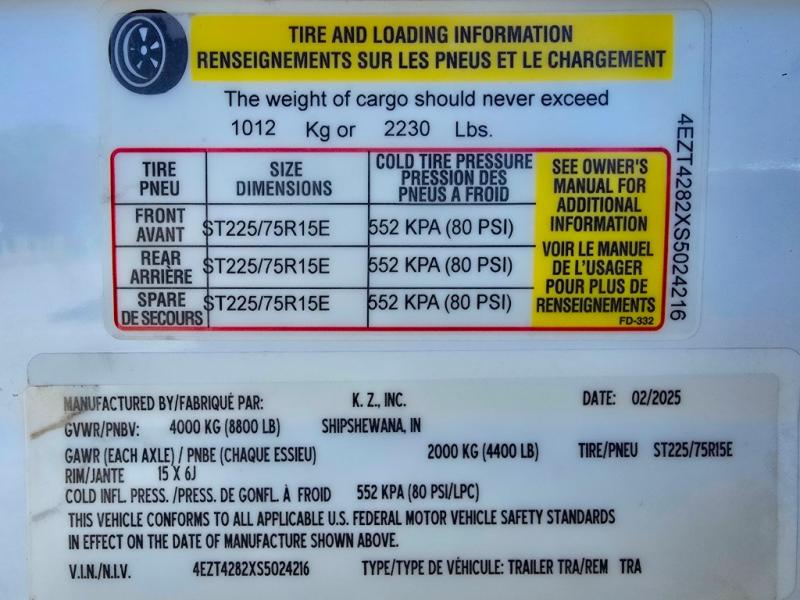 TIRE AND LOADING INFORMATION
RENSEIGNEMENTS SUR LES PNEUS ET LE CHARGEMENT
The weight of cargo should never exceed
1012 Kg or 2230 Lbs.
TIRE PNEU
SIZE DIMENSIONS
COLD TIRE PRESSURE PRESSION DES PNEUS A FROID
FRONT AVANT
ST225/75R15E
552 KPA (80 PSI)
REAR ARRIÈRE
ST225/75R15E
552 KPA (80 PSI)
SPARE DE SECOURS
ST225/75R15E
552 KPA (80 PSI)
SEE OWNER'S
MANUAL FOR
ADDITIONAL
INFORMATION
VOIR LE MANUEL
DE L'USAGER
POUR PLUS DE
RENSEIGNEMENTS
FD-332
4EZT4282XS5024216
MANUFACTURED BY/FABRIQUÉ PAR: K. Z., INC. DATE: 02/2025
GVWR/PNBV: 4000 KG (8800 LB) SHIPSHEWANA, IN
GAWR (EACH AXLE) / PNBE (CHAQUE ESSIEU) 2000 KG (4400 LB) TIRE/PNEU ST225/75R15E
RIM/JANTE 15 X 6J
COLD INFL. PRESS. /PRESS. DE GONFL. À FROID 552 KPA (80 PSI/LPC)
THIS VEHICLE CONFORMS TO ALL APPLICABLE U.S. FEDERAL MOTOR VEHICLE SAFETY STANDARDS
IN EFFECT ON THE DATE OF MANUFACTURE SHOWN ABOVE.
V.I.N./N.I.V. 4EZT4282XS5024216 TYPE/TYPE DE VÉHICULE: TRAILER TRA/REM TRA